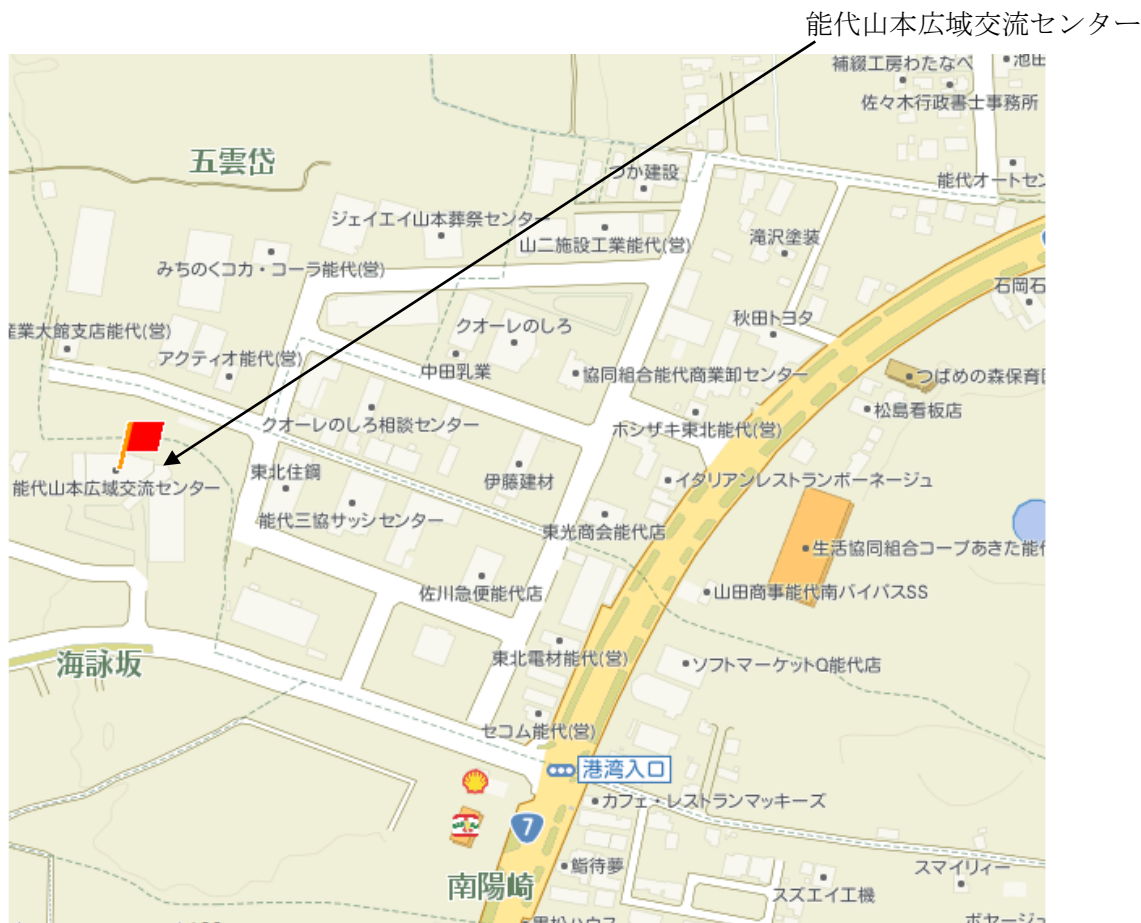 能代山本広域交流センター
補綴工房わたなべ
池田
佐々木行政書士事務所
五雲岱
つか建設
能代オートセン
ジェイエイ山本葬祭センター
山二施設工業能代(営)
滝沢塗装
みちのくコカ・コーラ能代(営)
石岡石
クオーレのしろ
秋田トヨタ
産業大館支店能代(営)
アクティオ能代(営)
中田乳業
協同組合能代商業卸センター
つばめの森保育園
松島看板店
クオーレのしろ相談センター
ホシザキ東北能代(営)
東北住鋼
伊藤建材
イタリアンレストランボーネージュ
能代山本広域交流センター
能代三協サッシセンター
東光商会能代店
生活協同組合コープあきた能代
佐川急便能代店
山田商事能代南バイパスSS
海詠坂
東北電材能代(営)
ソフトマーケットQ能代店
セコム能代(営)
港湾入口
カフェ・レストランマッキーズ
7
鮨待夢
スマイリィー
南陽崎
スズエイ工機
黒松ハウス
ボヤージュ